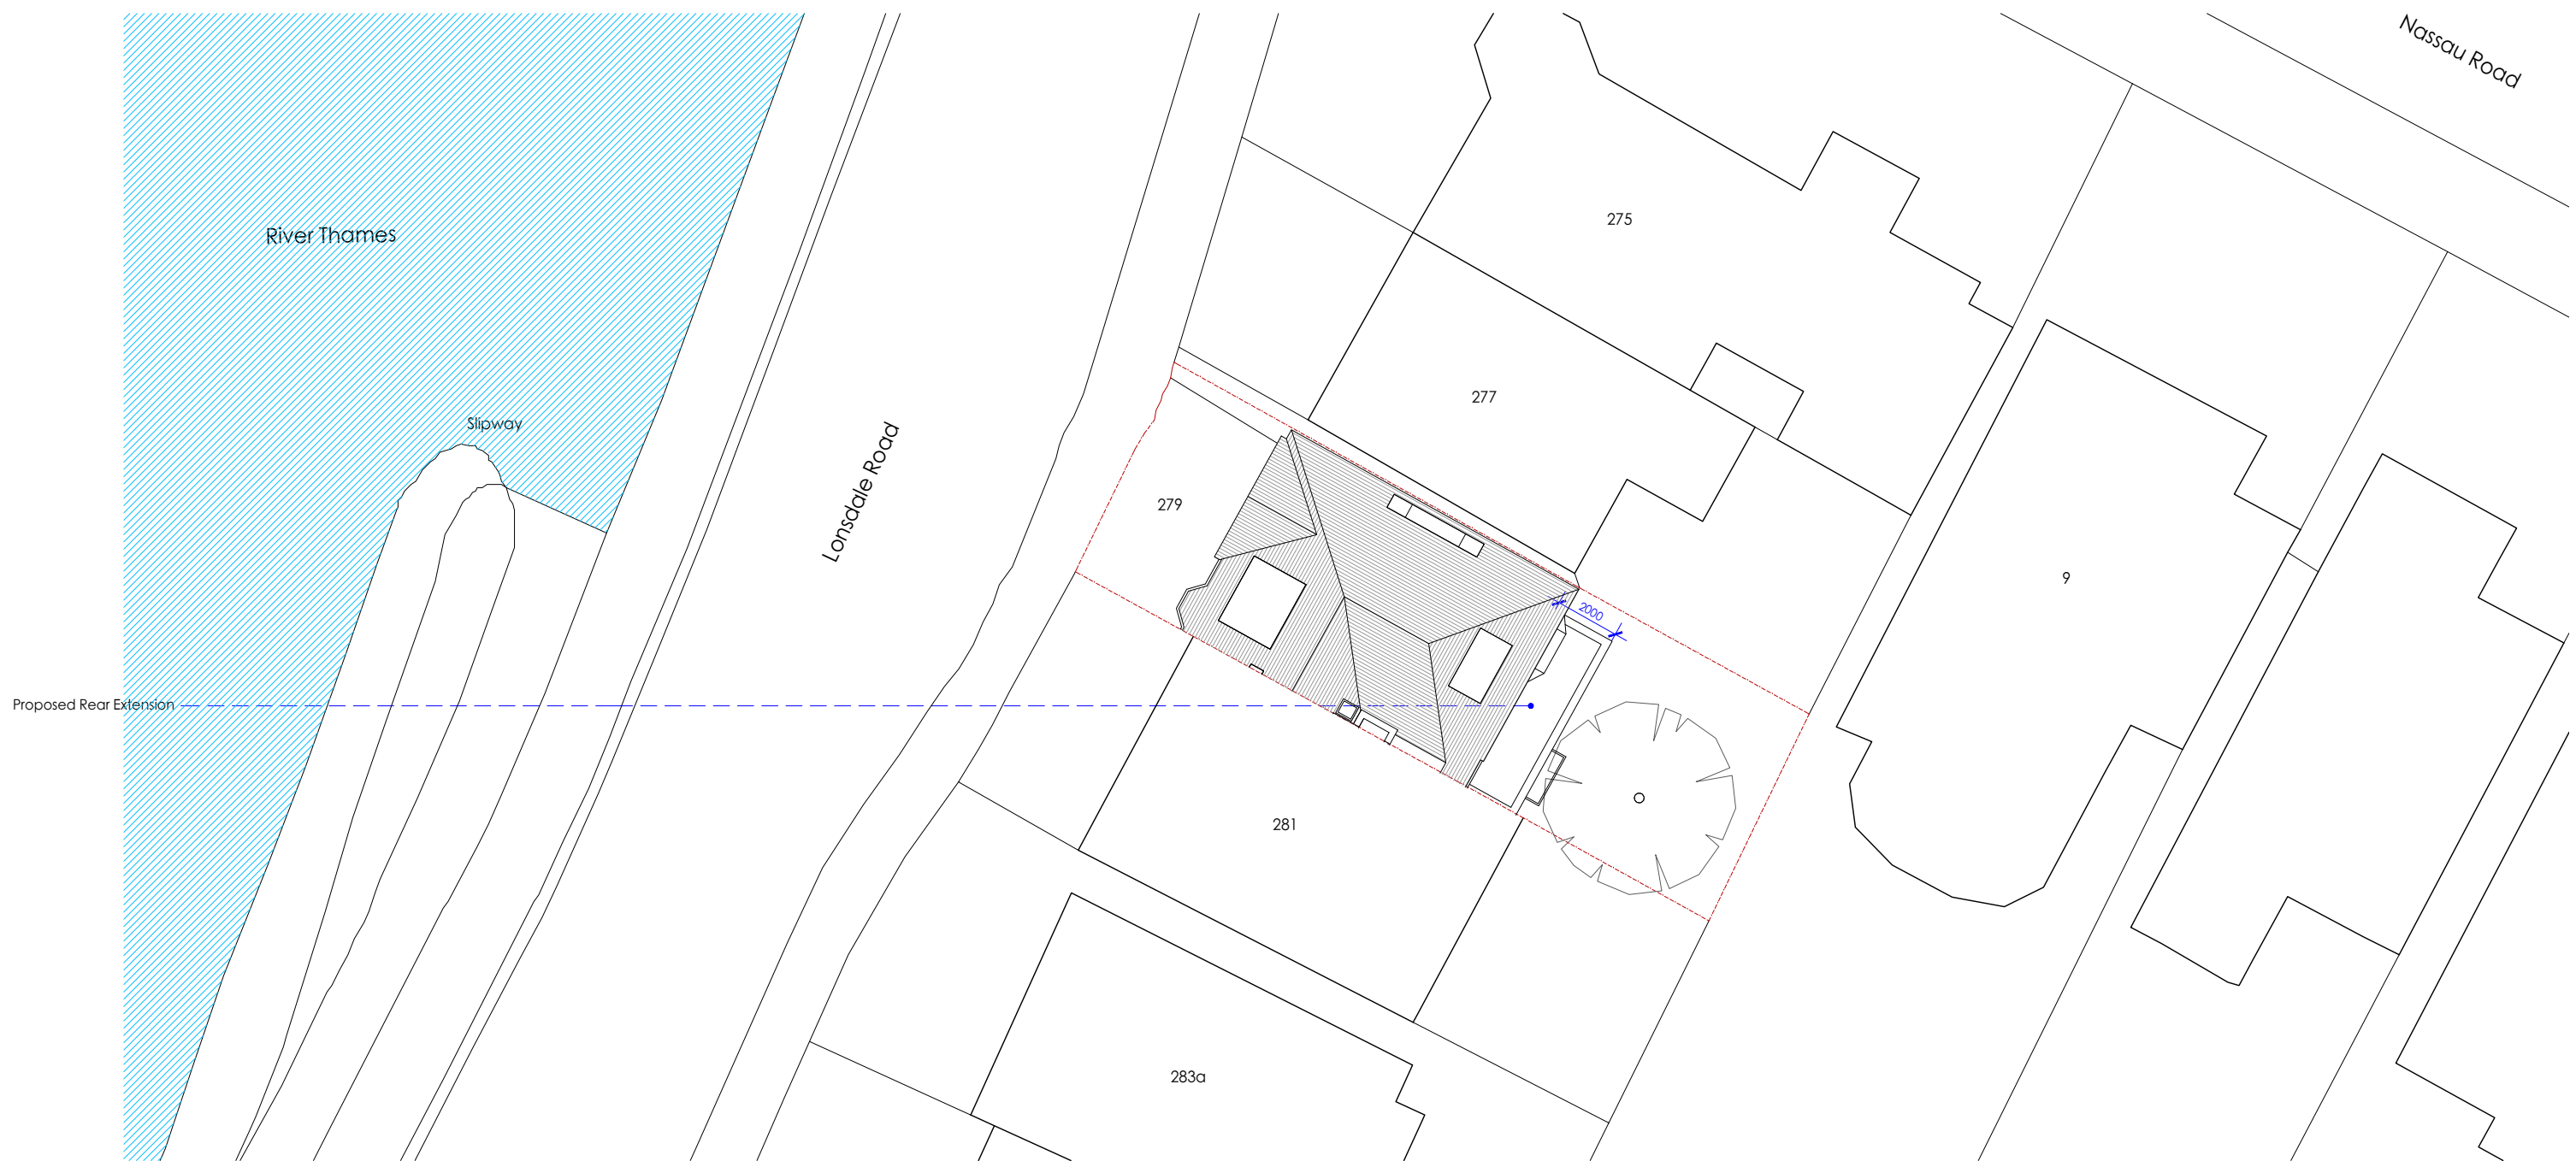 Nassau Road
275
River Thames
277
Slipway
Lonsdale Road
279
9
2000
Proposed Rear Extension
281
283a